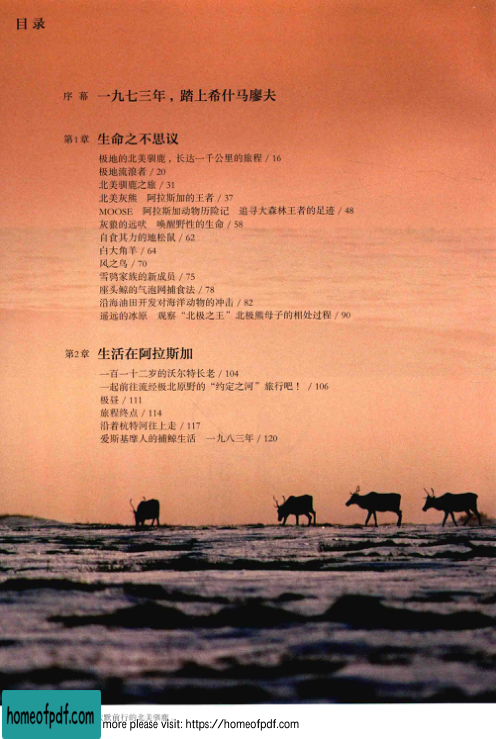 目录
序幕 一九七三年，踏上希什马廖夫
第1章 生命之不思议
极地的北美驯鹿，长达一千公里的旅程 / 16
极地流浪者 / 20
北美驯鹿之旅 / 31
北美灰熊 阿拉斯加的王者 / 37
MOOSE 阿拉斯加动物历险记 追寻大森林王者的足迹 / 48
灰狼的远吠 唤醒野性的生命 / 58
自食其力的地松鼠 / 62
白大角羊 / 64
风之鸟 / 70
雪鸮家族的新成员 / 75
座头鲸的气泡网捕食法 / 78
沿海油田开发对海洋动物的冲击 / 82
遥远的冰原 观察“北极之王”北极熊母子的相处过程 / 90
第2章 生活在阿拉斯加
一百一十二岁的沃尔特长老 / 104
一起前往流经极北原野的“约定之河”旅行吧！ / 106
极昼 / 111
旅程终点 / 114
沿着杭特河往上走 / 117
爱斯基摩人的捕鲸生活 一九八三年 / 120
前行的北美驯鹿
homeofpdf.com
more please visit: https://homeofpdf.com